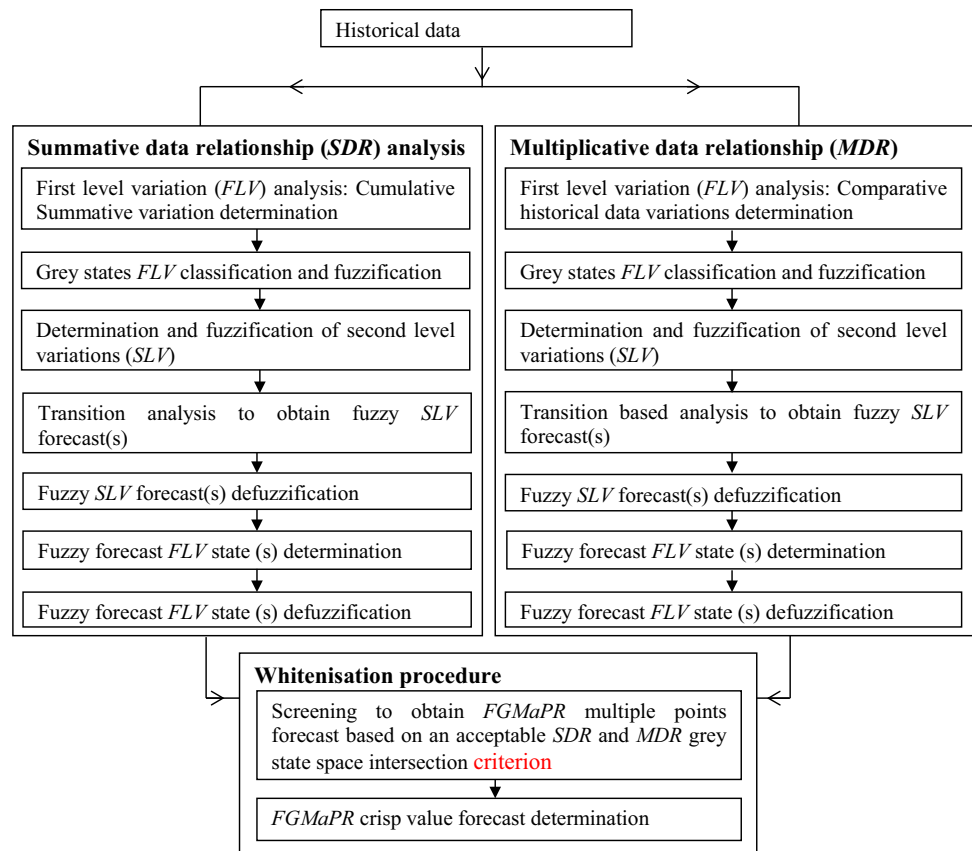 Historical data
Summative data relationship (SDR) analysis
First level variation (FLV) analysis: Cumulative
Summative variation determination
Grey states FLV classification and fuzzification
Determination and fuzzification of second level
variations (SLV)
Transition analysis to obtain fuzzy SLV
forecast(s)
Fuzzy SLV forecast(s) defuzzification
Fuzzy forecast FLV state (s) determination
Fuzzy forecast FLV state (s) defuzzification
Multiplicative data relationship (MDR)
First level variation (FLV) analysis: Comparative
historical data variations determination
Grey states FLV classification and fuzzification
Determination and fuzzification of second level
variations (SLV)
Transition based analysis to obtain fuzzy SLV
forecast(s)
Fuzzy SLV forecast(s) defuzzification
Fuzzy forecast FLV state (s) determination
Fuzzy forecast FLV state (s) defuzzification
Whitenisation procedure
Screening to obtain FGMaPR multiple points
forecast based on an acceptable SDR and MDR grey
state space intersection criterion
FGMaPR crisp value forecast determination